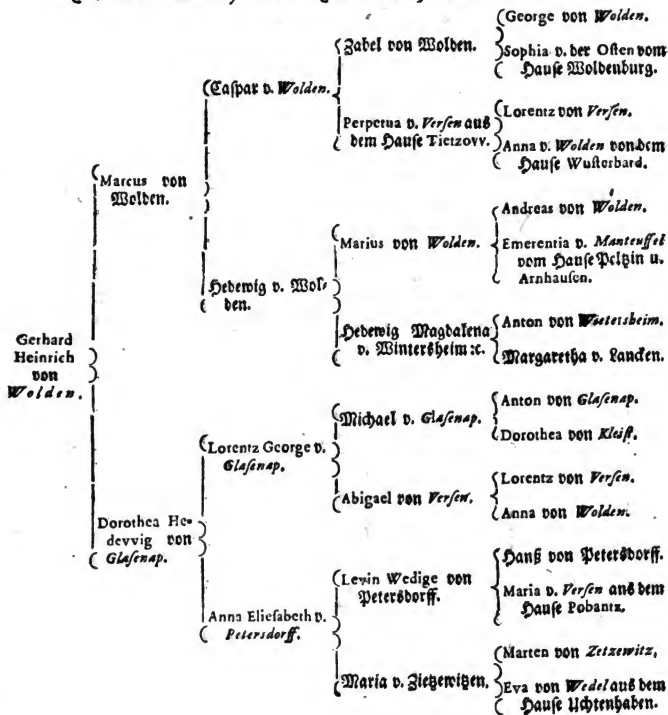 George von Wolden.
Zabel von Wolden.
Sophia v. der Osten vom
Hause Woldenburg.
Caspar v. Wolden.
Perpetua v. Versen aus
dem Hause Tietzovv.
Lorentz von Versen.
Anna v. Wolden von dem
Hause Wusterbard.
Marcus von
Wolden.
Andreas von Wolden.
Marius von Wolden.
Emerentia v. Manteuffel
vom Hause Peltzin u.
Arnhausen.
Hedewig v. Wol-
den.
Hedewig Magdalena
v. Wintersheim ꝛc.
Anton von
Margaretha v. Lancken.
Gerhard
Heinrich
von
Wolden.
Anton von Glasenap.
Michael v. Glasenap.
Dorothea von Kleist.
Lorentz George v.
Glasenap.
Lorentz von Versen.
Abigael von Versen.
Anna von Wolden.
Dorothea He-
devvig von
Glasenap.
Hanß von Petersdorff.
Levin Wedige von
Petersdorff.
Maria v. Versen aus dem
Hause Pobantz.
Anna Eliesabeth v.
Petersdorff.
Marten von Zetzewitz.
Maria v. Zietzewitzen.
Eva von Wedel aus dem
Hause Uchtenhaben.